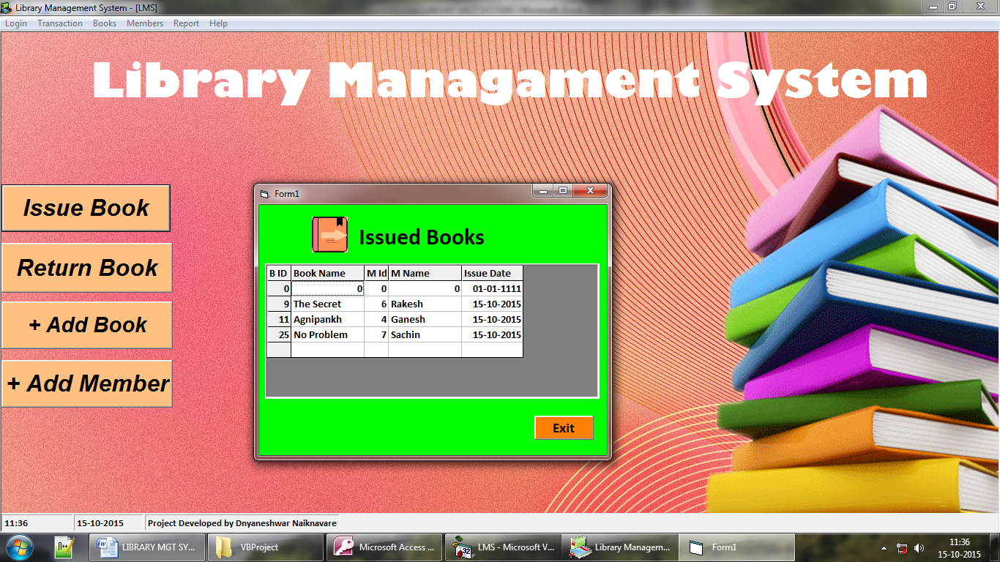 Library Management System - [LMS]
Login Transaction Books Members Report Help
Library Managament System
Issue Book
Return Book
+ Add Book
+ Add Member
Form1
Issued Books
B ID Book Name M Id M Name Issue Date
0 0 0 0 01-01-1111
9 The Secret 6 Rakesh 15-10-2015
11 Agnipankh 4 Ganesh 15-10-2015
25 No Problem 7 Sachin 15-10-2015
Exit
11:36 15-10-2015 Project Developed by Dnyaneshwar Naiknavare
LIBRARY MGT SY... VBProject Microsoft Access ... LMS - Microsoft V... Library Managem... Form1
11:36
15-10-2015